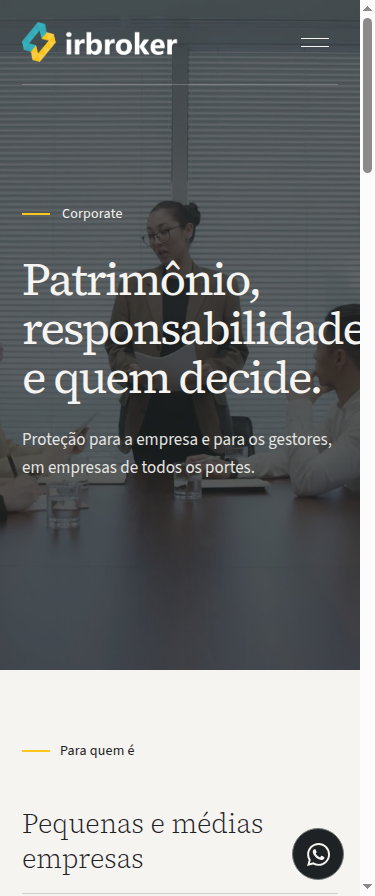 irbroker
Corporate
Patrimônio,
responsabilidade
e quem decide.
Proteção para a empresa e para os gestores,
em empresas de todos os portes.
Para quem é
Pequenas e médias
empresas